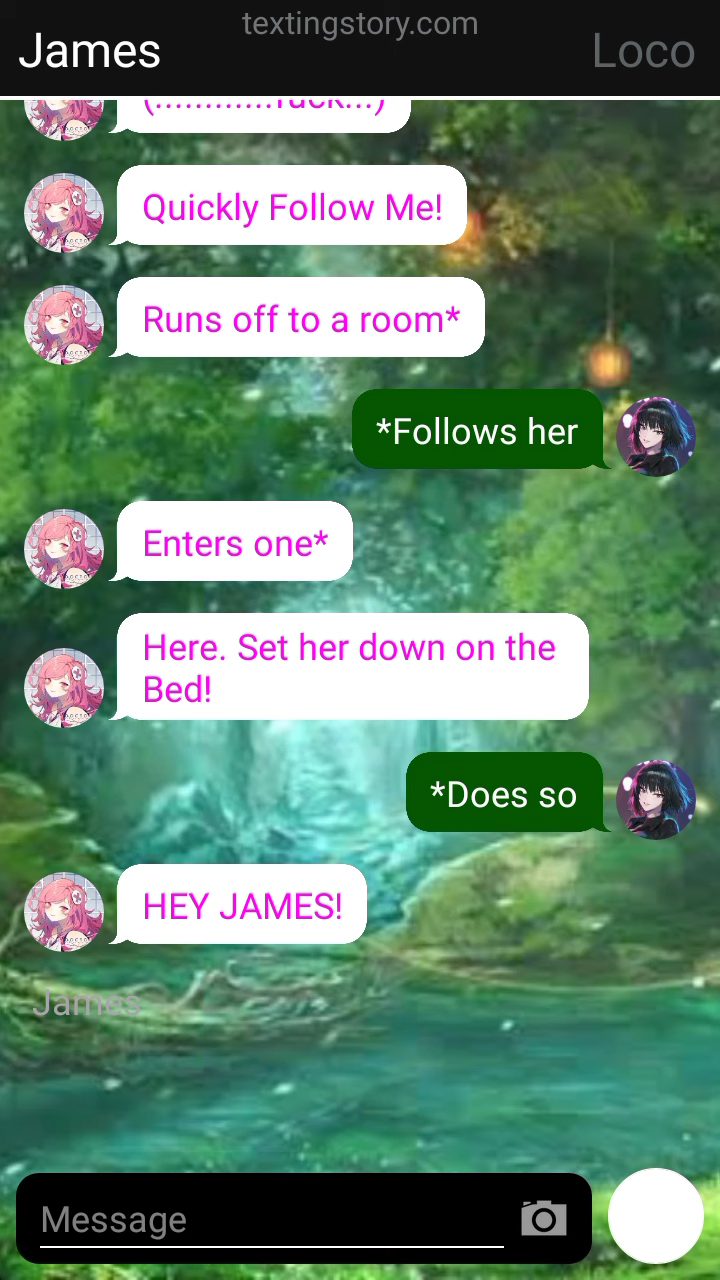 textingstory.com
James
Loco
(............fuck...)
Quickly Follow Me!
Runs off to a room*
*Follows her
Enters one*
Here. Set her down on the
Bed!
*Does so
HEY JAMES!
James
Message